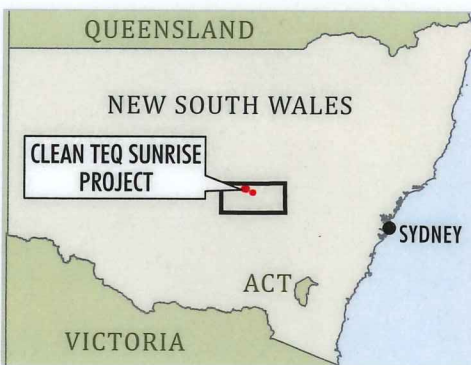 QUEENSLAND
NEW SOUTH WALES
CLEAN TEQ SUNRISE
PROJECT
SYDNEY
ACT
VICTORIA